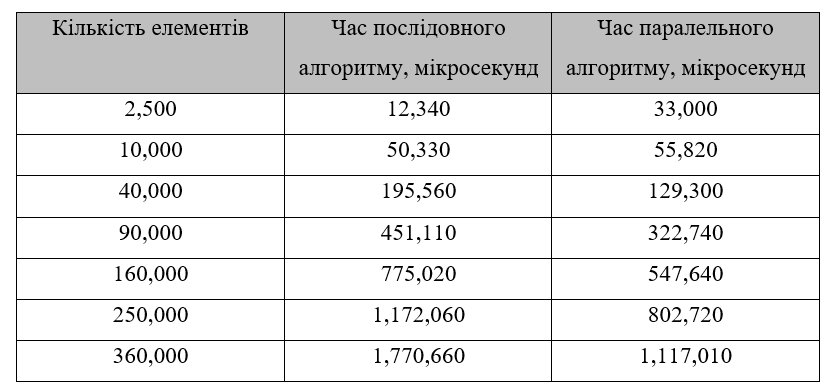 Кількість елементів Час послідовного Час паралельного
алгоритму, мікросекунд алгоритму, мікросекунд
2,500 12,340 33,000
10,000 50,330 55,820
40,000 195,560 129,300
90,000 451,110 322,740
160,000 775,020 547,640
250,000 1,172,060 802,720
360,000 1,770,660 1,117,010